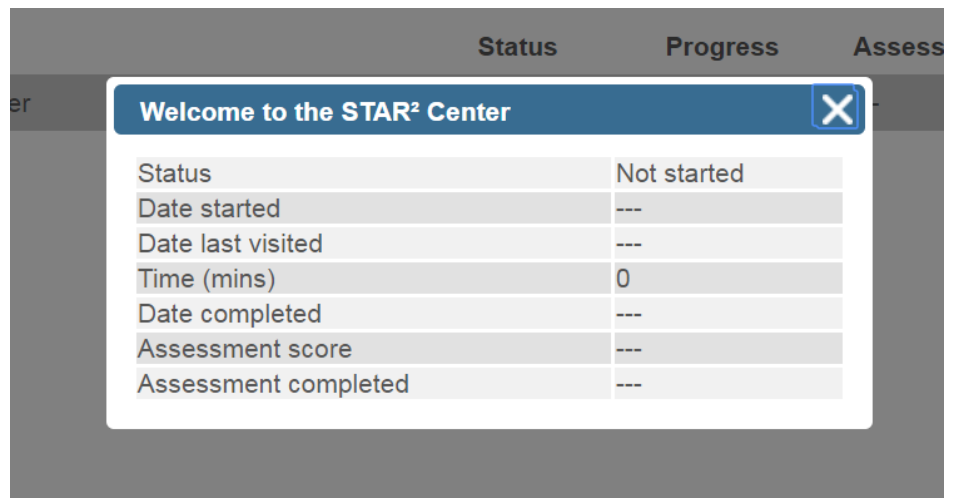 Status Progress Assess
er
Welcome to the STAR² Center
Status Not started
Date started ---
Date last visited ---
Time (mins) 0
Date completed ---
Assessment score ---
Assessment completed ---